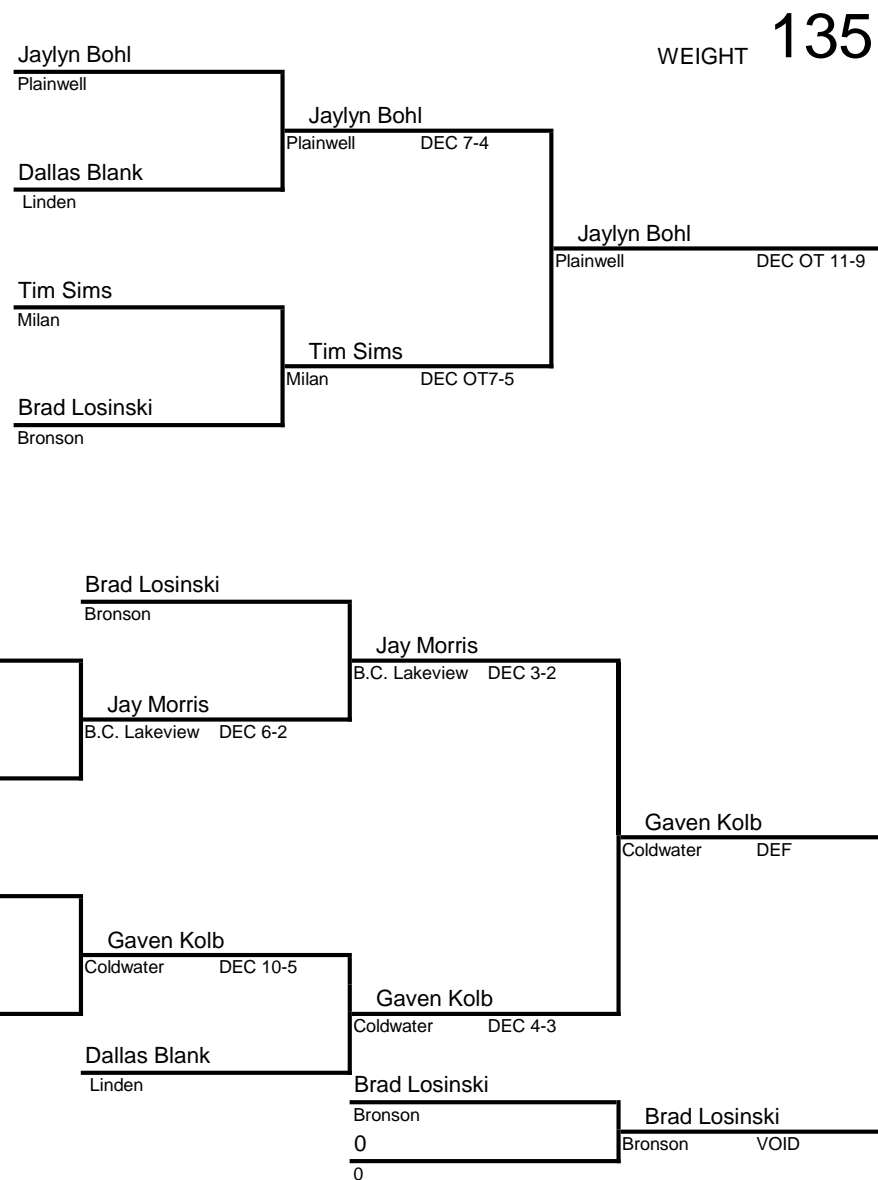 WEIGHT 135
Jaylyn Bohl
Plainwell
Jaylyn Bohl
Plainwell DEC 7-4
Dallas Blank
Linden
Jaylyn Bohl
Plainwell DEC OT 11-9
Tim Sims
Milan
Tim Sims
Milan DEC OT7-5
Brad Losinski
Bronson
Brad Losinski
Bronson
Jay Morris
B.C. Lakeview DEC 3-2
Jay Morris
B.C. Lakeview DEC 6-2
Gaven Kolb
Coldwater DEF
Gaven Kolb
Coldwater DEC 10-5
Gaven Kolb
Coldwater DEC 4-3
Dallas Blank
Linden
Brad Losinski
Bronson
Brad Losinski
Bronson VOID
0
0